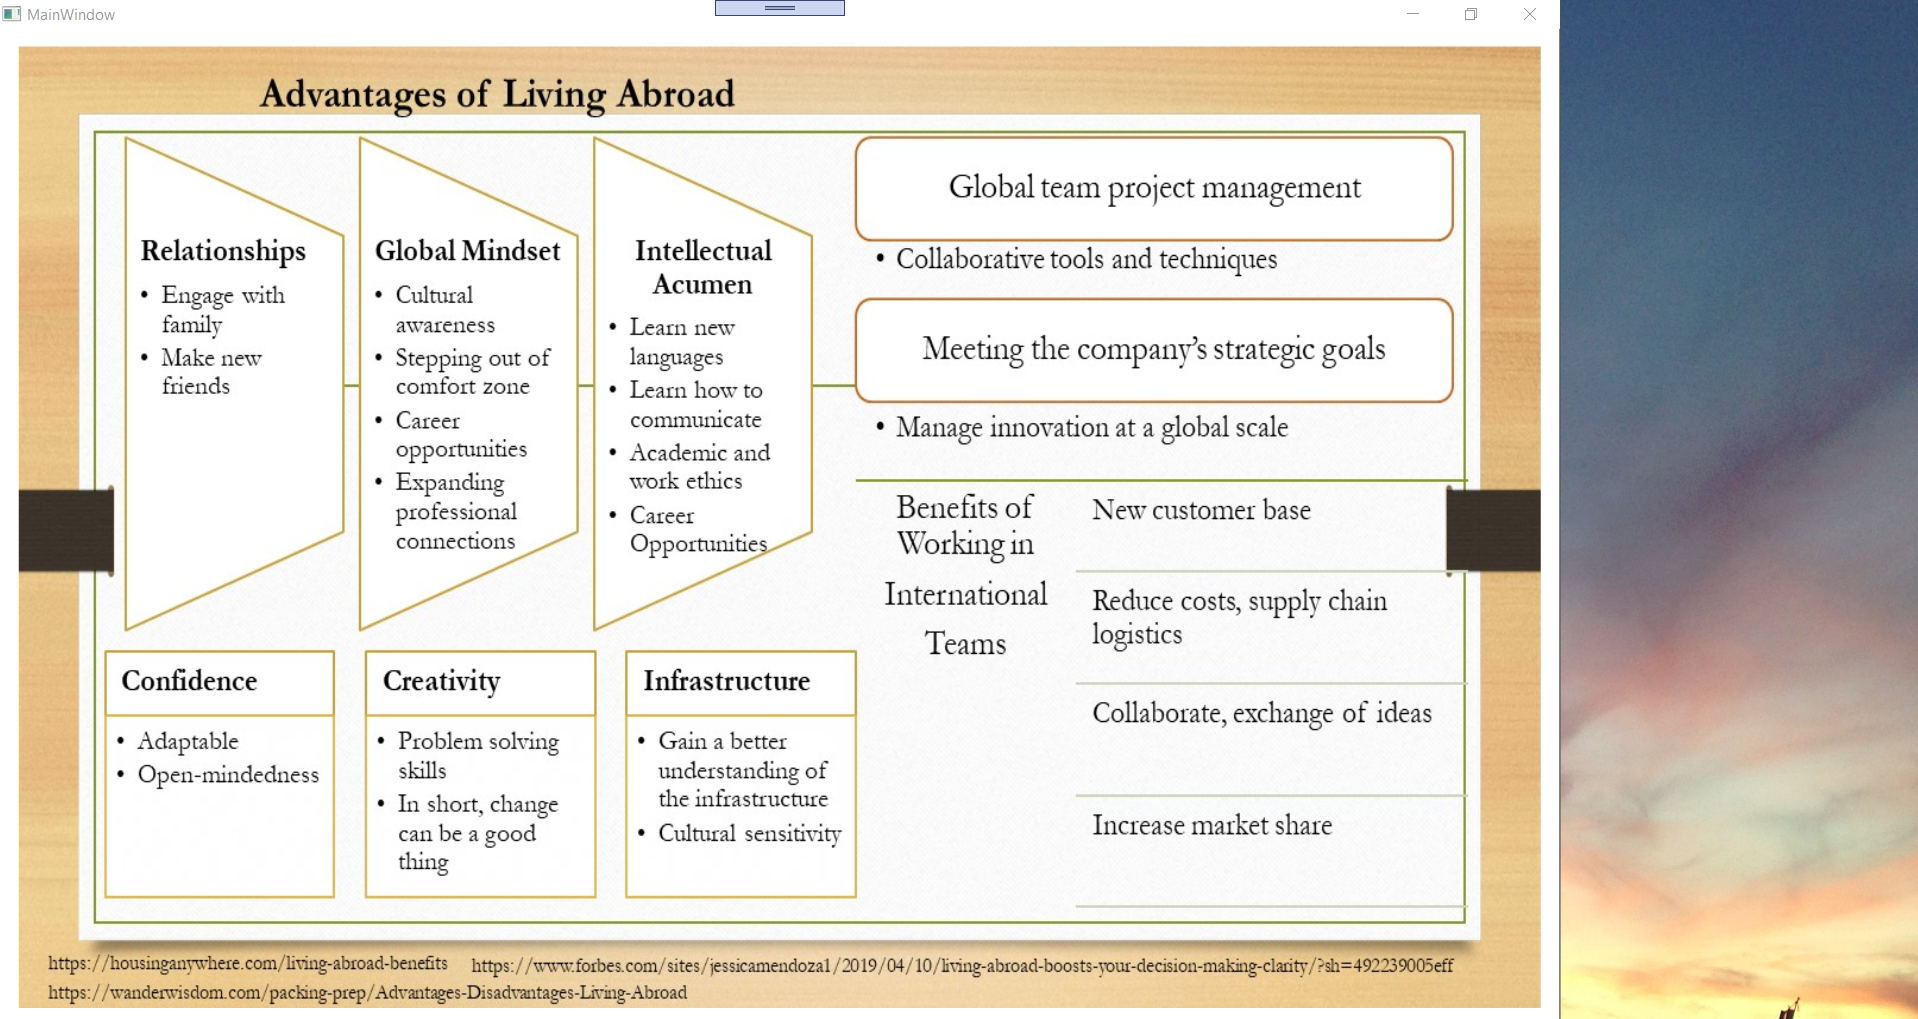 MainWindow
Advantages of Living Abroad
Relationships
• Engage with
family
• Make new
friends
Global Mindset
• Cultural
awareness
• Stepping out of
comfort zone
• Career
opportunities
• Expanding
professional
connections
Intellectual
Acumen
• Learn new
languages
• Learn how to
communicate
• Academic and
work ethics
• Career
Opportunities
Confidence
• Adaptable
• Open-mindedness
Creativity
• Problem solving
skills
• In short, change
can be a good
thing
Infrastructure
• Gain a better
understanding of
the infrastructure
• Cultural sensitivity
Global team project management
• Collaborative tools and techniques
Meeting the company’s strategic goals
• Manage innovation at a global scale
Benefits of
Working in
International
Teams
New customer base
Reduce costs, supply chain
logistics
Collaborate, exchange of ideas
Increase market share
https://housinganywhere.com/living-abroad-benefits
https://www.forbes.com/sites/jessicamendoza1/2019/04/10/living-abroad-boosts-your-decision-making-clarity/?sh=492239005eff
https://wanderwisdom.com/packing-prep/Advantages-Disadvantages-Living-Abroad